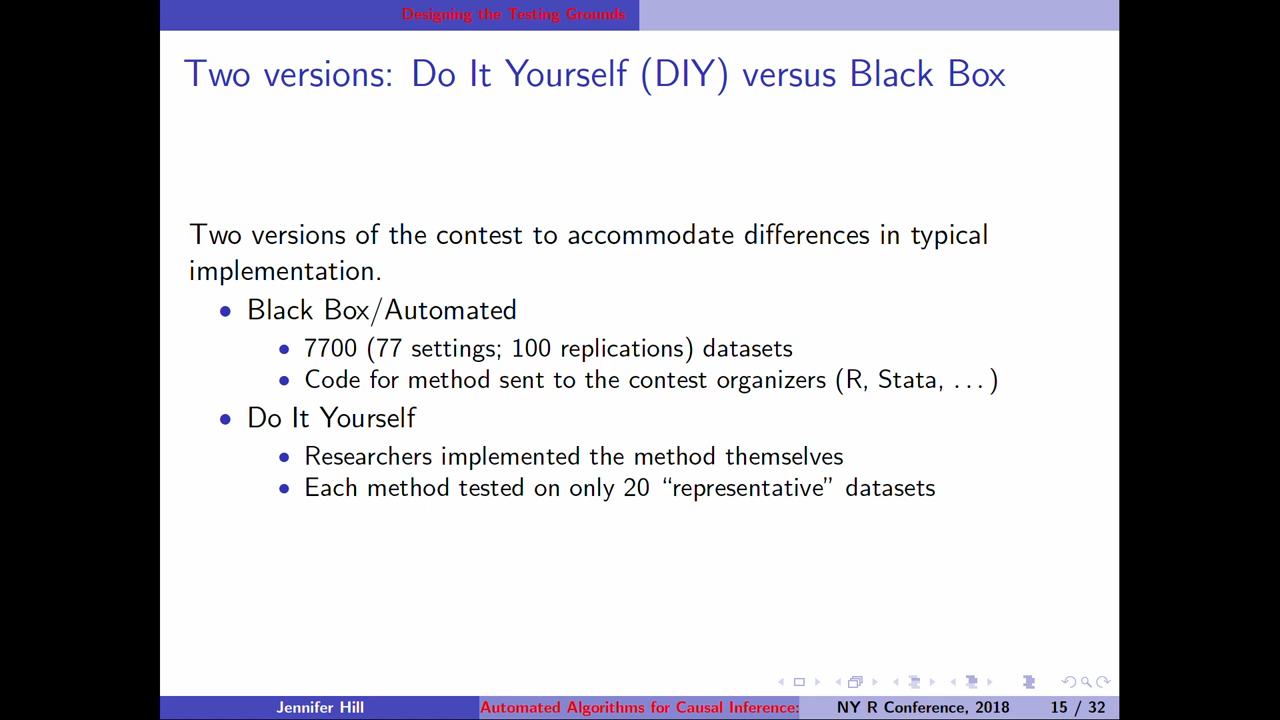 Designing the Testing Grounds
Two versions: Do It Yourself (DIY) versus Black Box
Two versions of the contest to accommodate differences in typical
implementation.
• Black Box/Automated
• 7700 (77 settings; 100 replications) datasets
• Code for method sent to the contest organizers (R, Stata, ...)
• Do It Yourself
• Researchers implemented the method themselves
• Each method tested on only 20 “representative” datasets
Jennifer Hill
Automated Algorithms for Causal Inference:
NY R Conference, 2018
15 / 32